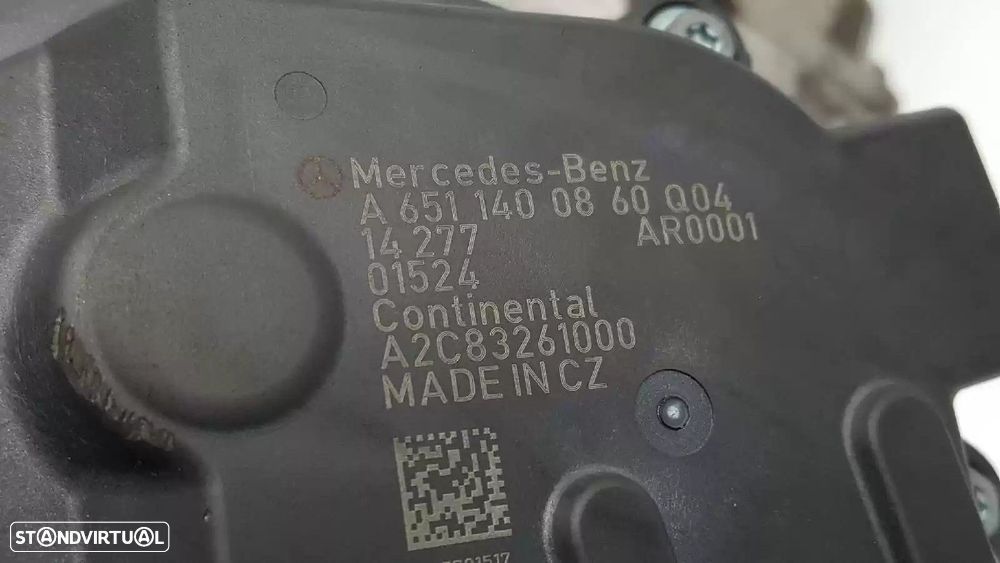 Mercedes-Benz
A 651 140 08 60 Q04
14 277 AR0001
01524
Continental
A2C83261000
MADE IN CZ
STANDVIRTUAL